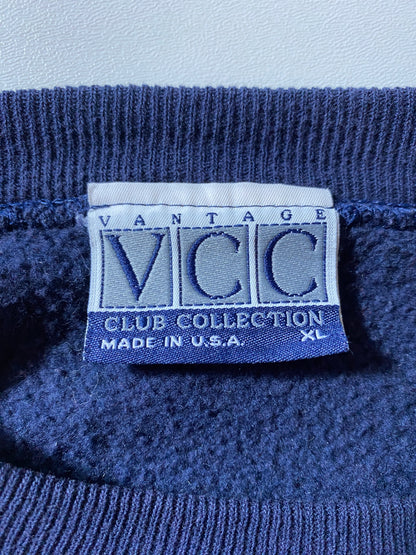 VANTAGE
VCC
CLUB COLLECTION
MADE IN U.S.A. XL